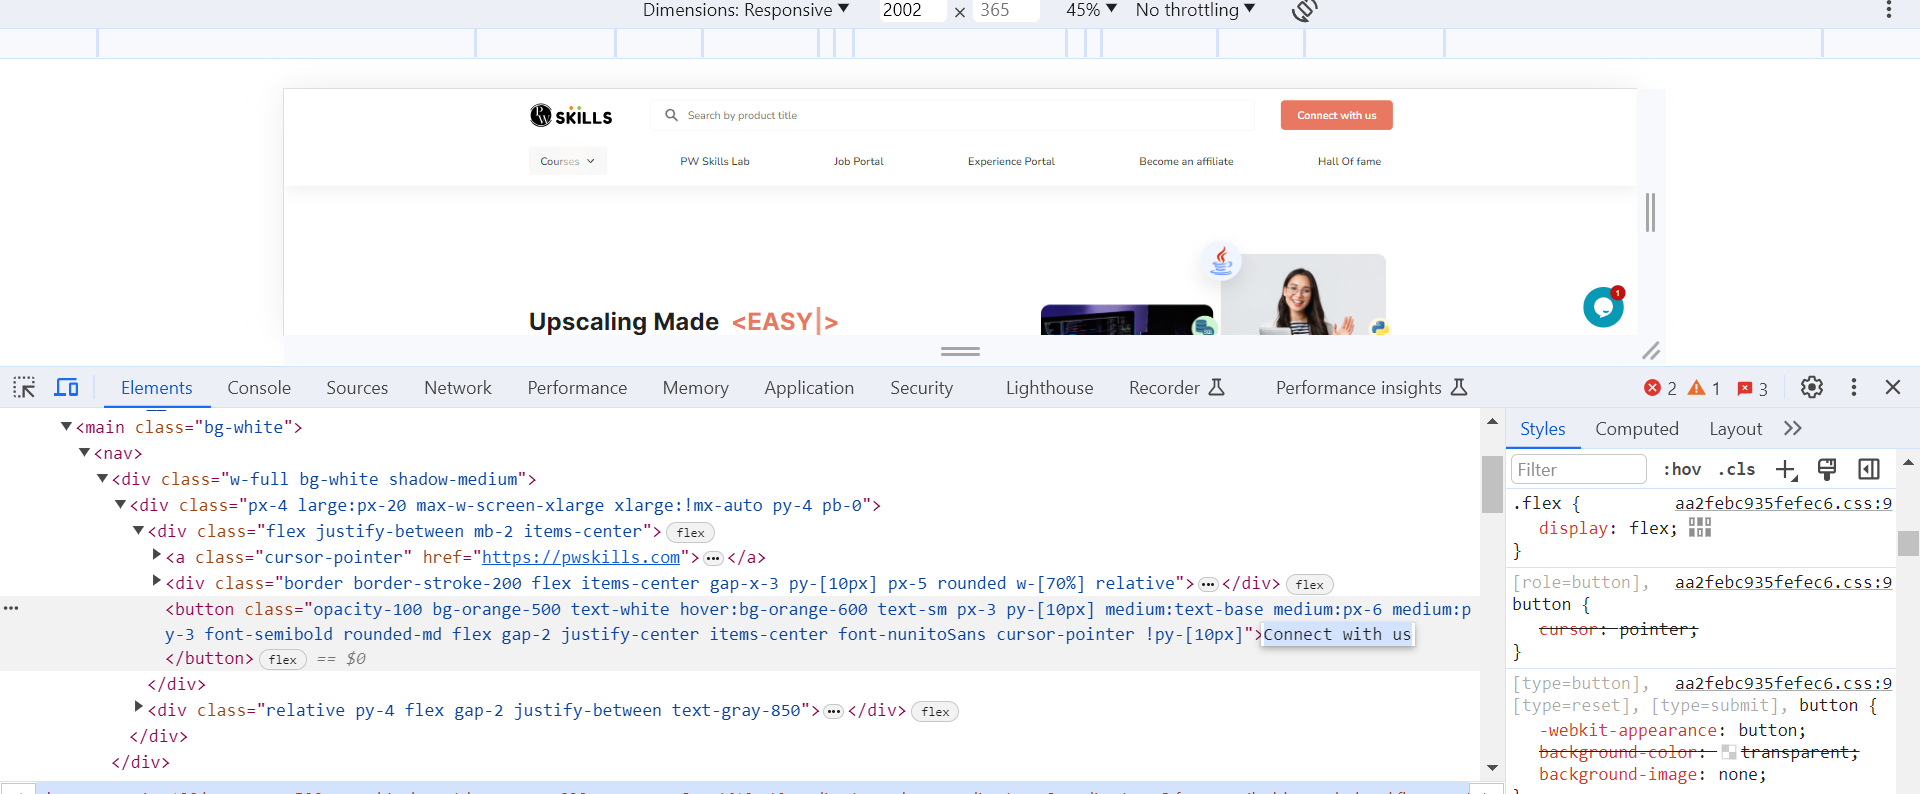 Dimensions: Responsive ▼ 2002 × 365 45% ▼ No throttling ▼
PW SKILLS Search by product title Connect with us
Courses PW Skills Lab Job Portal Experience Portal Become an affiliate Hall Of fame
1
Upscaling Made <EASY|>
Elements Console Sources Network Performance Memory Application Security Lighthouse Recorder Performance insights 2 1 3
▼<main class="bg-white">
▼<nav>
▼<div class="w-full bg-white shadow-medium">
▼<div class="px-4 large:px-20 max-w-screen-xlarge xlarge:!mx-auto py-4 pb-0">
▼<div class="flex justify-between mb-2 items-center"> flex
▶<a class="cursor-pointer" href="https://pwskills.com">…</a>
▶<div class="border border-stroke-200 flex items-center gap-x-3 py-[10px] px-5 rounded w-[70%] relative">…</div> flex
… <button class="opacity-100 bg-orange-500 text-white hover:bg-orange-600 text-sm px-3 py-[10px] medium:text-base medium:px-6 medium:p
y-3 font-semibold rounded-md flex gap-2 justify-center items-center font-nunitoSans cursor-pointer !py-[10px]">Connect with us
</button> flex == $0
</div>
▶<div class="relative py-4 flex gap-2 justify-between text-gray-850">…</div> flex
</div>
</div>
Styles Computed Layout
Filter :hov .cls
.flex { aa2febc935fefec6.css:9
display: flex;
}
[role=button], aa2febc935fefec6.css:9
button {
cursor: pointer;
}
[type=button], aa2febc935fefec6.css:9
[type=reset], [type=submit], button {
-webkit-appearance: button;
background-color: transparent;
background-image: none;